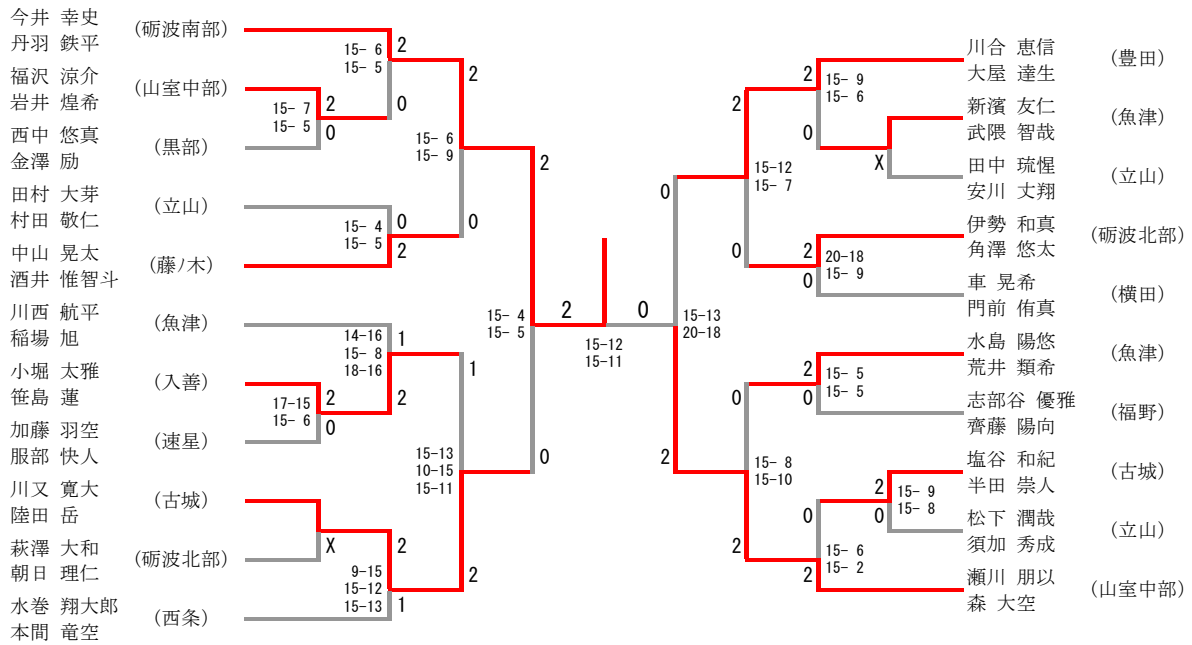 今井 幸史
丹羽 鉄平
(砺波南部)
福沢 涼介
岩井 煌希
(山室中部)
西中 悠真
金澤 励
(黒部)
田村 大芽
村田 敬仁
(立山)
中山 晃太
酒井 惟智斗
(藤ノ木)
川西 航平
稲場 旭
(魚津)
小堀 太雅
笹島 蓮
(入善)
加藤 羽空
服部 快人
(速星)
川又 寛大
陸田 岳
(古城)
萩澤 大和
朝日 理仁
(砺波北部)
水巻 翔大郎
本間 竜空
(西条)
15- 7
15- 5
2
0
15- 6
15- 5
2
0
15- 4
15- 5
0
2
15- 6
15- 9
2
0
17-15
15- 6
2
0
14-16
15- 8
18-16
1
2
X
9-15
15-12
15-13
2
1
15-13
10-15
15-11
1
2
15- 4
15- 5
2
0
2
0
15-12
15-11
15-13
20-18
0
2
15-12
15- 7
2
0
15- 8
15-10
0
2
2
15- 9
15- 6
0
X
2
20-18
15- 9
0
2
15- 5
15- 5
0
2
15- 9
15- 8
0
0
15- 6
15- 2
2
川合 恵信
大屋 達生
(豊田)
新濱 友仁
武隈 智哉
(魚津)
田中 琉惺
安川 丈翔
(立山)
伊勢 和真
角澤 悠太
(砺波北部)
車 晃希
門前 侑真
(横田)
水島 陽悠
荒井 類希
(魚津)
志部谷 優雅
齊藤 陽向
(福野)
塩谷 和紀
半田 崇人
(古城)
松下 潤哉
須加 秀成
(立山)
瀬川 朋以
森 大空
(山室中部)